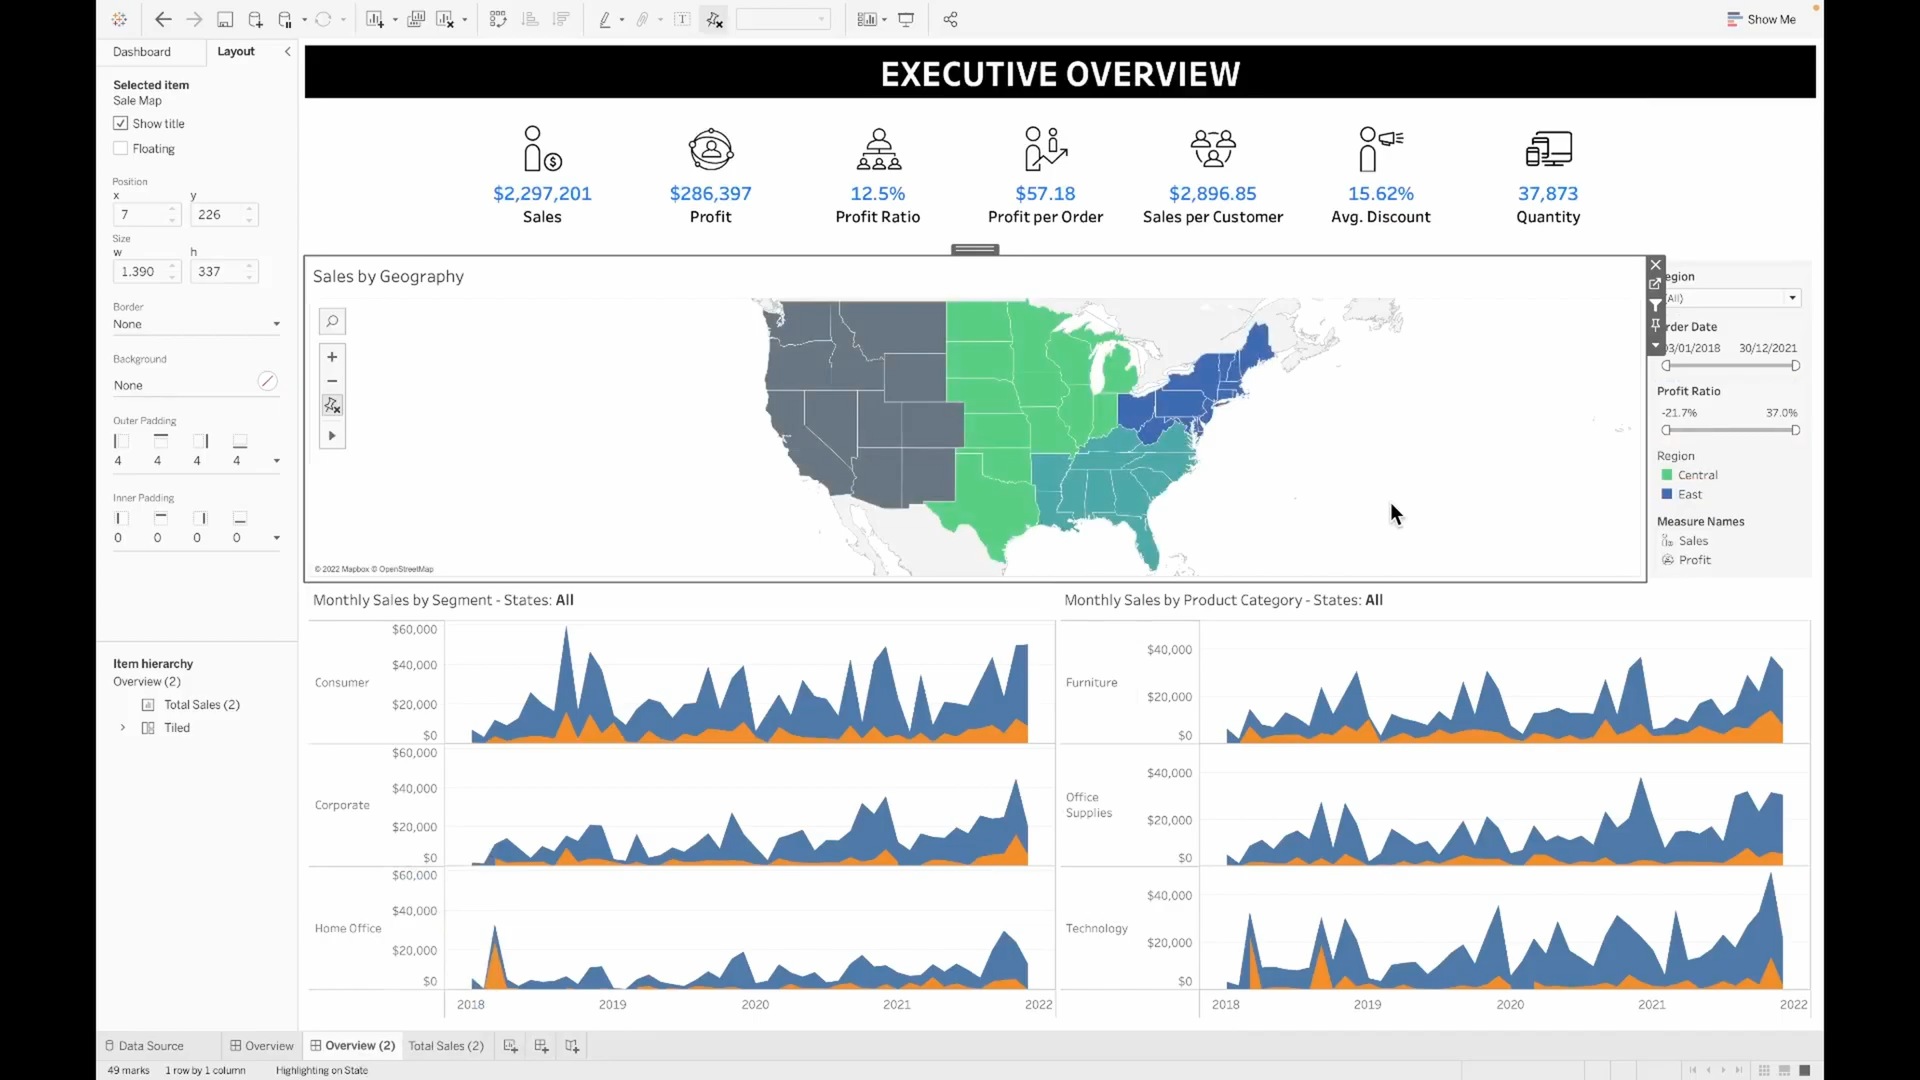 Show Me
Dashboard
Layout
EXECUTIVE OVERVIEW
Selected item
Sale Map
Show title
Floating
Position
x
y
7
226
Size
w
h
1.390
337
Border
None
Background
None
Outer Padding
4
4
4
4
Inner Padding
0
0
0
0
Item hierarchy
Overview (2)
Total Sales (2)
Tiled
$2,297,201
Sales
$286,397
Profit
12.5%
Profit Ratio
$57.18
Profit per Order
$2,896.85
Sales per Customer
15.62%
Avg. Discount
37,873
Quantity
Sales by Geography
© 2022 Mapbox © OpenStreetMap
egion
(All)
rder Date
03/01/2018
30/12/2021
Profit Ratio
-21.7%
37.0%
Region
Central
East
Measure Names
Sales
Profit
Monthly Sales by Segment - States: All
Consumer
$60,000
$40,000
$20,000
$0
Corporate
$60,000
$40,000
$20,000
$0
Home Office
$60,000
$40,000
$20,000
$0
2018
2019
2020
2021
2022
Monthly Sales by Product Category - States: All
Furniture
$40,000
$20,000
$0
Office
Supplies
$40,000
$20,000
$0
Technology
$40,000
$20,000
$0
2018
2019
2020
2021
2022
Data Source
Overview
Overview (2)
Total Sales (2)
49 marks
1 row by 1 column
Highlighting on State